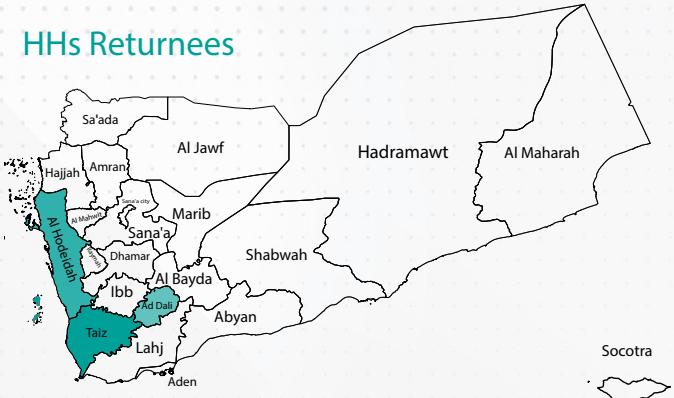 HHs Returnees
Sa'ada
Al Jawf
Hadramawt
Al Maharah
Hajjah
Amran
Sana'a city
Marib
Al Mahwit
Al Hodeidah
Sana'a
Raymah
Dhamar
Shabwah
Al Bayda
Ibb
Ad Dali
Abyan
Taiz
Lahj
Socotra
Aden